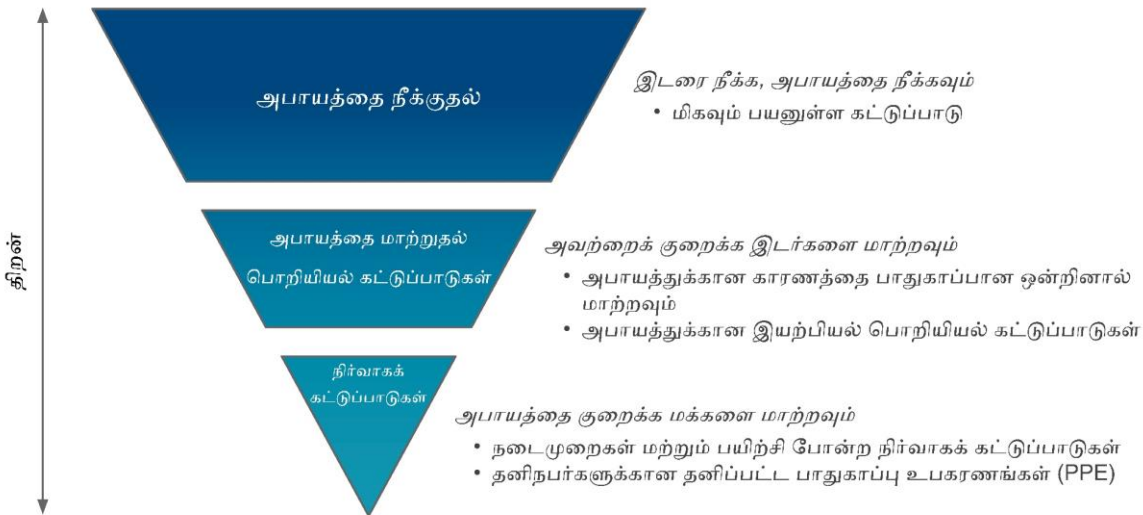 அபாயத்தை நீக்குதல்
இடரை நீக்க, அபாயத்தை நீக்கவும்
• மிகவும் பயனுள்ள கட்டுப்பாடு
திறன்
அபாயத்தை மாற்றுதல்
பொறியியல் கட்டுப்பாடுகள்
அவற்றைக் குறைக்க இடர்களை மாற்றவும்
• அபாயத்துக்கான காரணத்தை பாதுகாப்பான ஒன்றினால்
மாற்றவும்
• அபாயத்துக்கான இயற்பியல் பொறியியல் கட்டுப்பாடுகள்
நிர்வாகக்
கட்டுப்பாடுகள்
அபாயத்தை குறைக்க மக்களை மாற்றவும்
• நடைமுறைகள் மற்றும் பயிற்சி போன்ற நிர்வாகக் கட்டுப்பாடுகள்
• தனிநபர்களுக்கான தனிப்பட்ட பாதுகாப்பு உபகரணங்கள் (PPE)